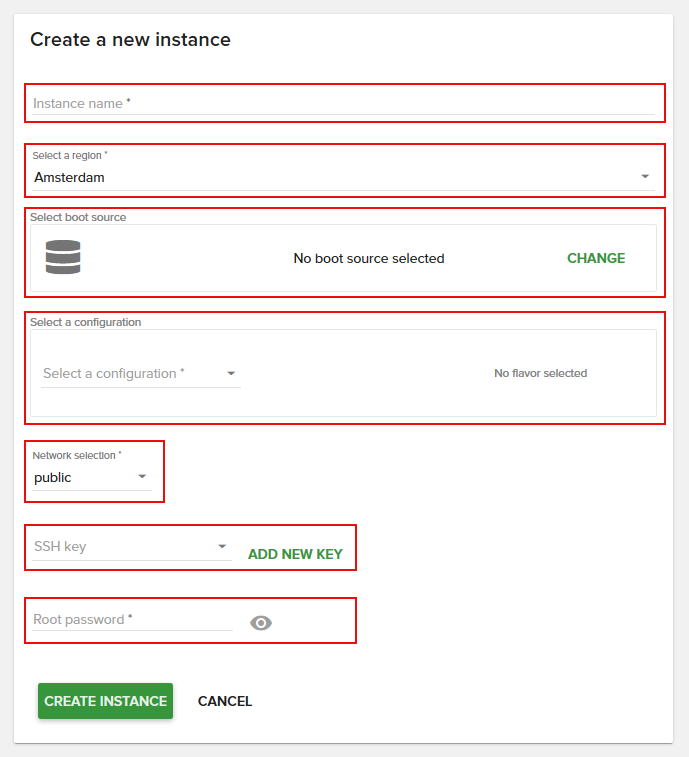 Create a new instance
Instance name *
Select a region *
Amsterdam
Select boot source
No boot source selected CHANGE
Select a configuration
Select a configuration * No flavor selected
Network selection *
public
SSH key ADD NEW KEY
Root password *
CREATE INSTANCE CANCEL